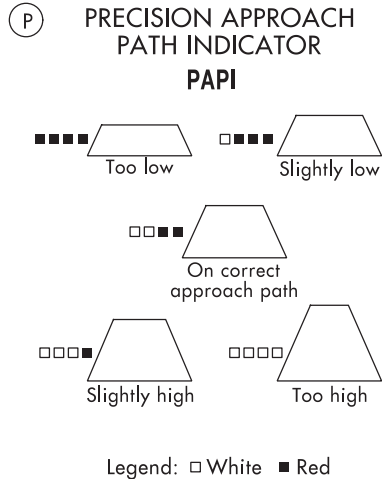 P
PRECISION APPROACH
PATH INDICATOR
PAPI
Too low
Slightly low
On correct
approach path
Slightly high
Too high
Legend: □ White ■ Red